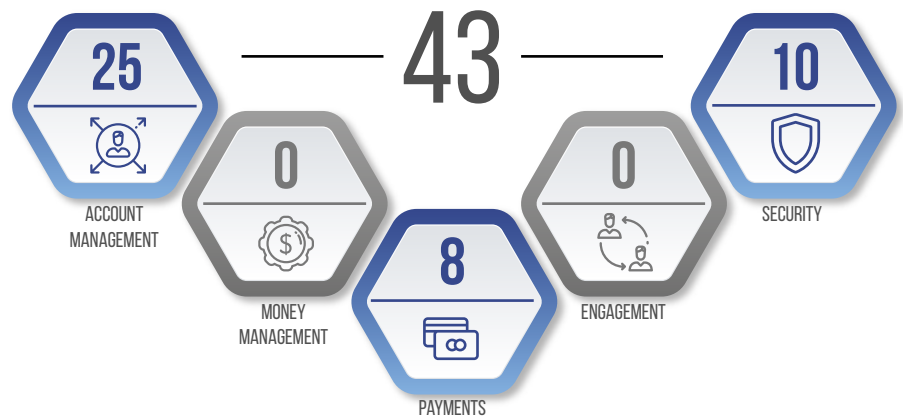 43
25
ACCOUNT
MANAGEMENT
0
$
MONEY
MANAGEMENT
8
PAYMENTS
0
ENGAGEMENT
10
SECURITY